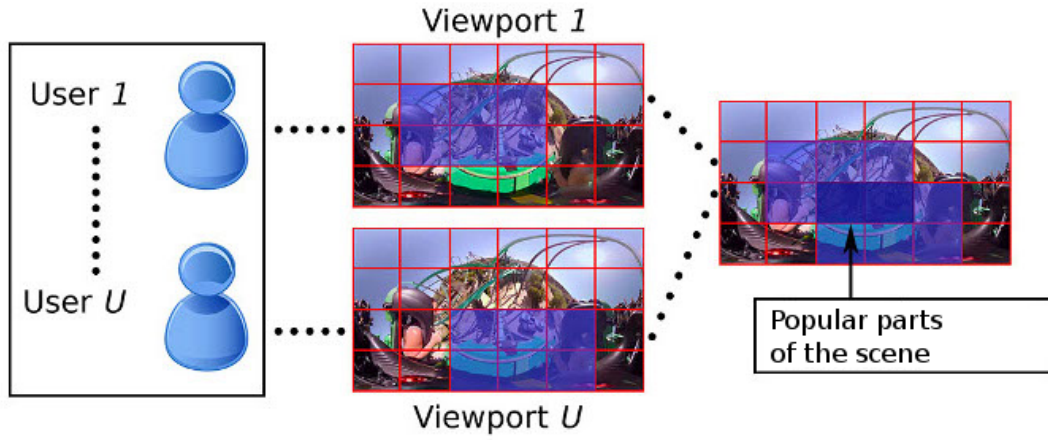 Viewport 1
User 1
User U
Viewport U
Popular parts
of the scene